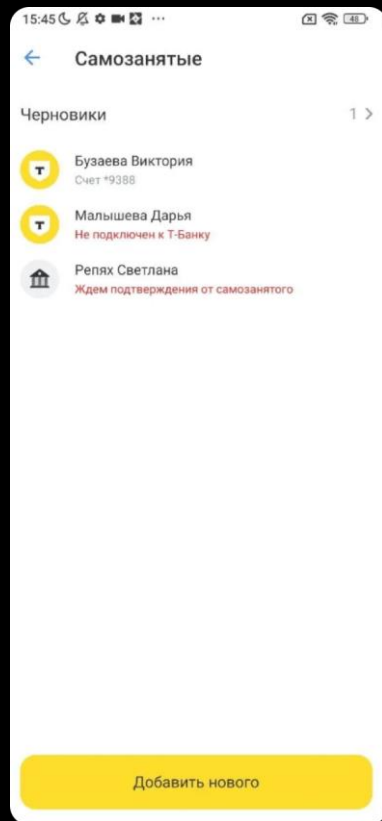 15:45
46
Самозанятые
Черновики 1
Бузаева Виктория
Счет *9388
Малышева Дарья
Не подключен к Т-Банку
Репях Светлана
Ждем подтверждения от самозанятого
Добавить нового